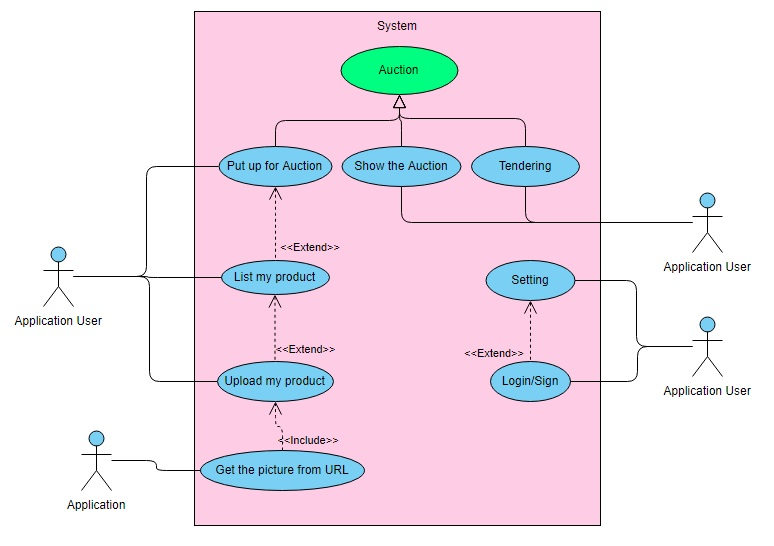 System
Auction
Put up for Auction
Show the Auction
Tendering
<<Extend>>
Application User
List my product
Setting
Application User
<<Extend>>
<<Extend>>
Upload my product
Login/Sign
Application User
<<Include>>
Get the picture from URL
Application